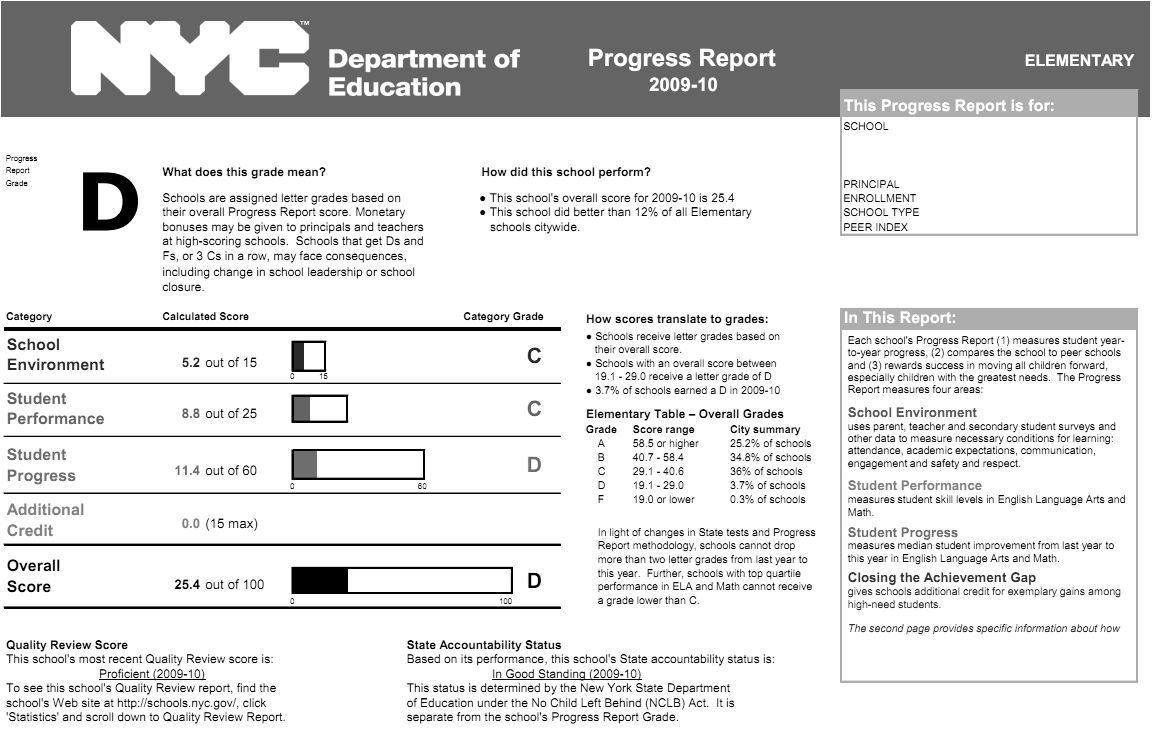 NYC™
Department of
Education
Progress Report
2009-10
ELEMENTARY
This Progress Report is for:
SCHOOL
PRINCIPAL
ENROLLMENT
SCHOOL TYPE
PEER INDEX
Progress
Report
Grade
D
What does this grade mean?
Schools are assigned letter grades based on
their overall Progress Report score. Monetary
bonuses may be given to principals and teachers
at high-scoring schools.  Schools that get Ds and
Fs, or 3 Cs in a row, may face consequences,
including change in school leadership or school
closure.
How did this school perform?
● This school's overall score for 2009-10 is 25.4
● This school did better than 12% of all Elementary
schools citywide.
Category Calculated Score Category Grade
School
Environment 5.2 out of 15 C
0 15
Student
Performance 8.8 out of 25 C
Student
Progress 11.4 out of 60 D
0 60
Additional
Credit 0.0 (15 max)
Overall
Score 25.4 out of 100 D
0 100
How scores translate to grades:
● Schools receive letter grades based on
their overall score.
● Schools with an overall score between
19.1 - 29.0 receive a letter grade of D
● 3.7% of schools earned a D in 2009-10
Elementary Table – Overall Grades
Grade Score range City summary
A 58.5 or higher 25.2% of schools
B 40.7 - 58.4 34.8% of schools
C 29.1 - 40.6 36% of schools
D 19.1 - 29.0 3.7% of schools
F 19.0 or lower 0.3% of schools
In light of changes in State tests and Progress
Report methodology, schools cannot drop
more than two letter grades from last year to
this year.  Further, schools with top quartile
performance in ELA and Math cannot receive
a grade lower than C.
In This Report:
Each school's Progress Report (1) measures student year-
to-year progress, (2) compares the school to peer schools
and (3) rewards success in moving all children forward,
especially children with the greatest needs.  The Progress
Report measures four areas:
School Environment
uses parent, teacher and secondary student surveys and
other data to measure necessary conditions for learning:
attendance, academic expectations, communication,
engagement and safety and respect.
Student Performance
measures student skill levels in English Language Arts and
Math.
Student Progress
measures median student improvement from last year to
this year in English Language Arts and Math.
Closing the Achievement Gap
gives schools additional credit for exemplary gains among
high-need students.
The second page provides specific information about how
Quality Review Score
This school's most recent Quality Review score is:
Proficient (2009-10)
To see this school's Quality Review report, find the
school's Web site at http://schools.nyc.gov/, click
'Statistics' and scroll down to Quality Review Report.
State Accountability Status
Based on its performance, this school's State accountability status is:
In Good Standing (2009-10)
This status is determined by the New York State Department
of Education under the No Child Left Behind (NCLB) Act.  It is
separate from the school's Progress Report Grade.